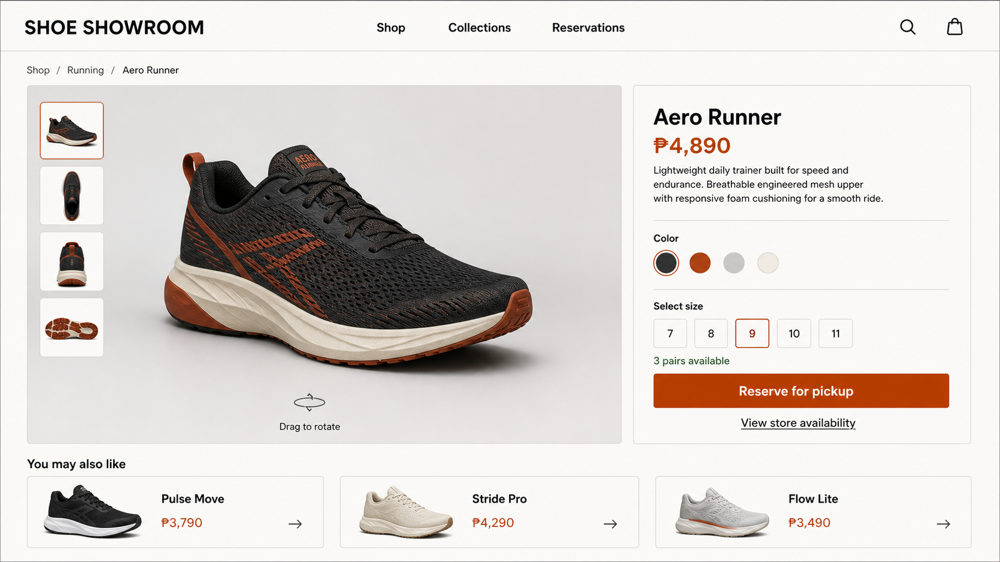 SHOE SHOWROOM
Shop
Collections
Reservations
Shop / Running / Aero Runner
AERO
Drag to rotate
Aero Runner
₱4,890
Lightweight daily trainer built for speed and
endurance. Breathable engineered mesh upper
with responsive foam cushioning for a smooth ride.
Color
Select size
7
8
9
10
11
3 pairs available
Reserve for pickup
View store availability
You may also like
Pulse Move
₱3,790
→
Stride Pro
₱4,290
→
Flow Lite
₱3,490
→